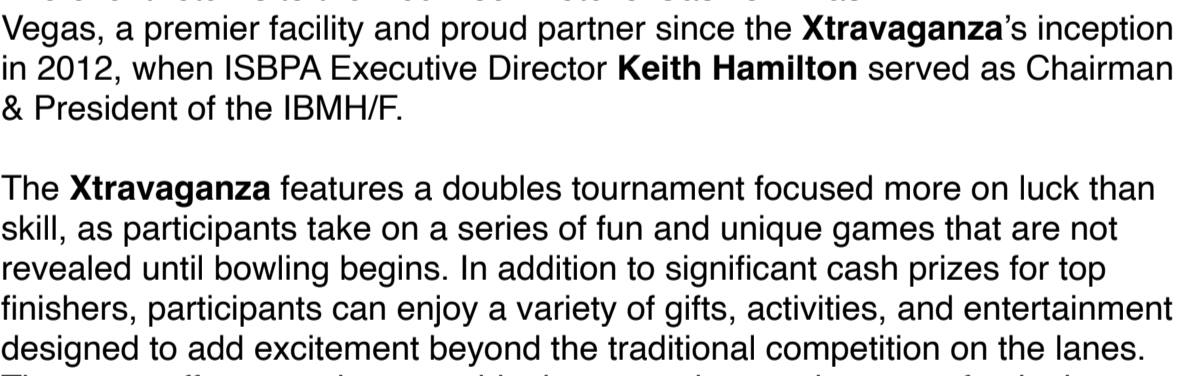 Vegas, a premier facility and proud partner since the Xtravaganza's inception
in 2012, when ISBPA Executive Director Keith Hamilton served as Chairman
& President of the IBMH/F.
The Xtravaganza features a doubles tournament focused more on luck than
skill, as participants take on a series of fun and unique games that are not
revealed until bowling begins. In addition to significant cash prizes for top
finishers, participants can enjoy a variety of gifts, activities, and entertainment
designed to add excitement beyond the traditional competition on the lanes.